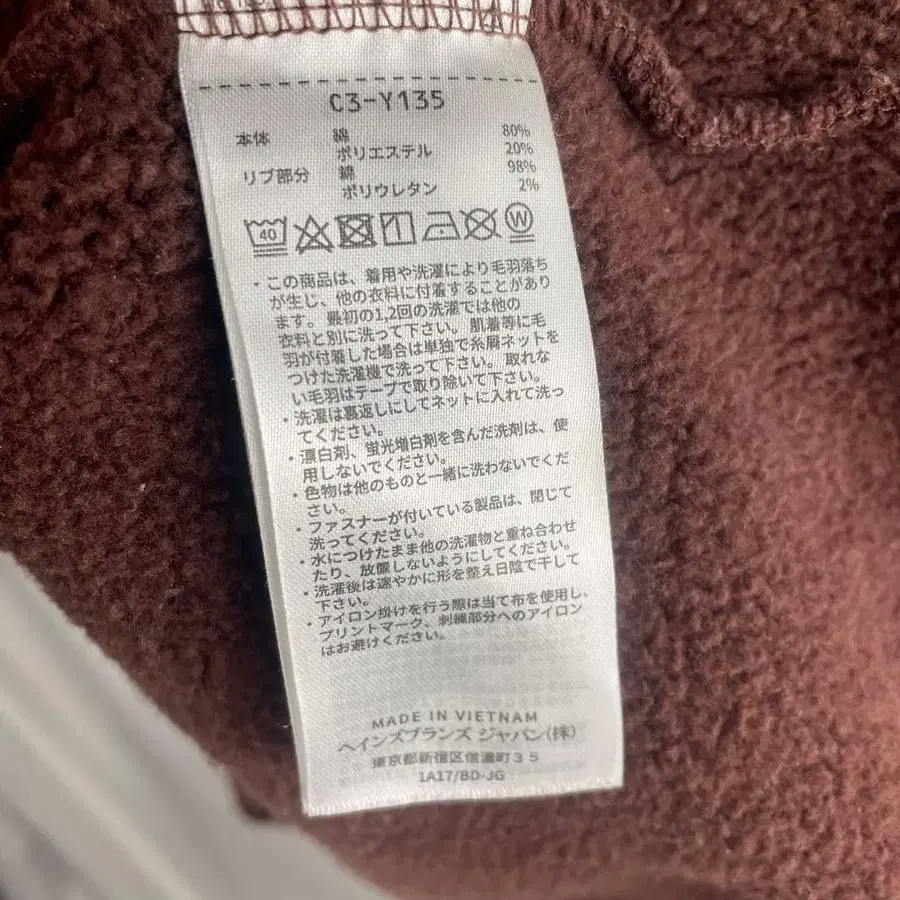 C3-Y135
本体 綿 80%
ポリエステル 20%
リブ部分 綿 98%
ポリウレタン 2%
40 W
・この商品は、着用や洗濯により毛羽落ち
が生じ、他の衣料に付着することがあり
ます。最初の1,2回の洗濯では他の
衣料と別に洗って下さい。肌着等に毛
羽が付着した場合は単独で糸屑ネットを
つけた洗濯機で洗って下さい。取れな
い毛羽はテープで取り除いて下さい。
・洗濯は裏返しにしてネットに入れて洗っ
てください。
・漂白剤、蛍光増白剤を含んだ洗剤は、使
用しないでください。
・色物は他のものと一緒に洗わないでくだ
さい。
・ファスナーが付いている製品は、閉じて
洗ってください。
・水につけたまま他の洗濯物と重ね合わせ
たり、放置しないようにしてください。
・洗濯後は速やかに形を整え日陰で干して
下さい。
・アイロン掛けを行う際は当て布を使用し、
プリントマーク、刺繍部分へのアイロン
はお避けください。
MADE IN VIETNAM
ヘインズブランズ ジャパン(株)
東京都新宿区信濃町35
1A17/BD-JG